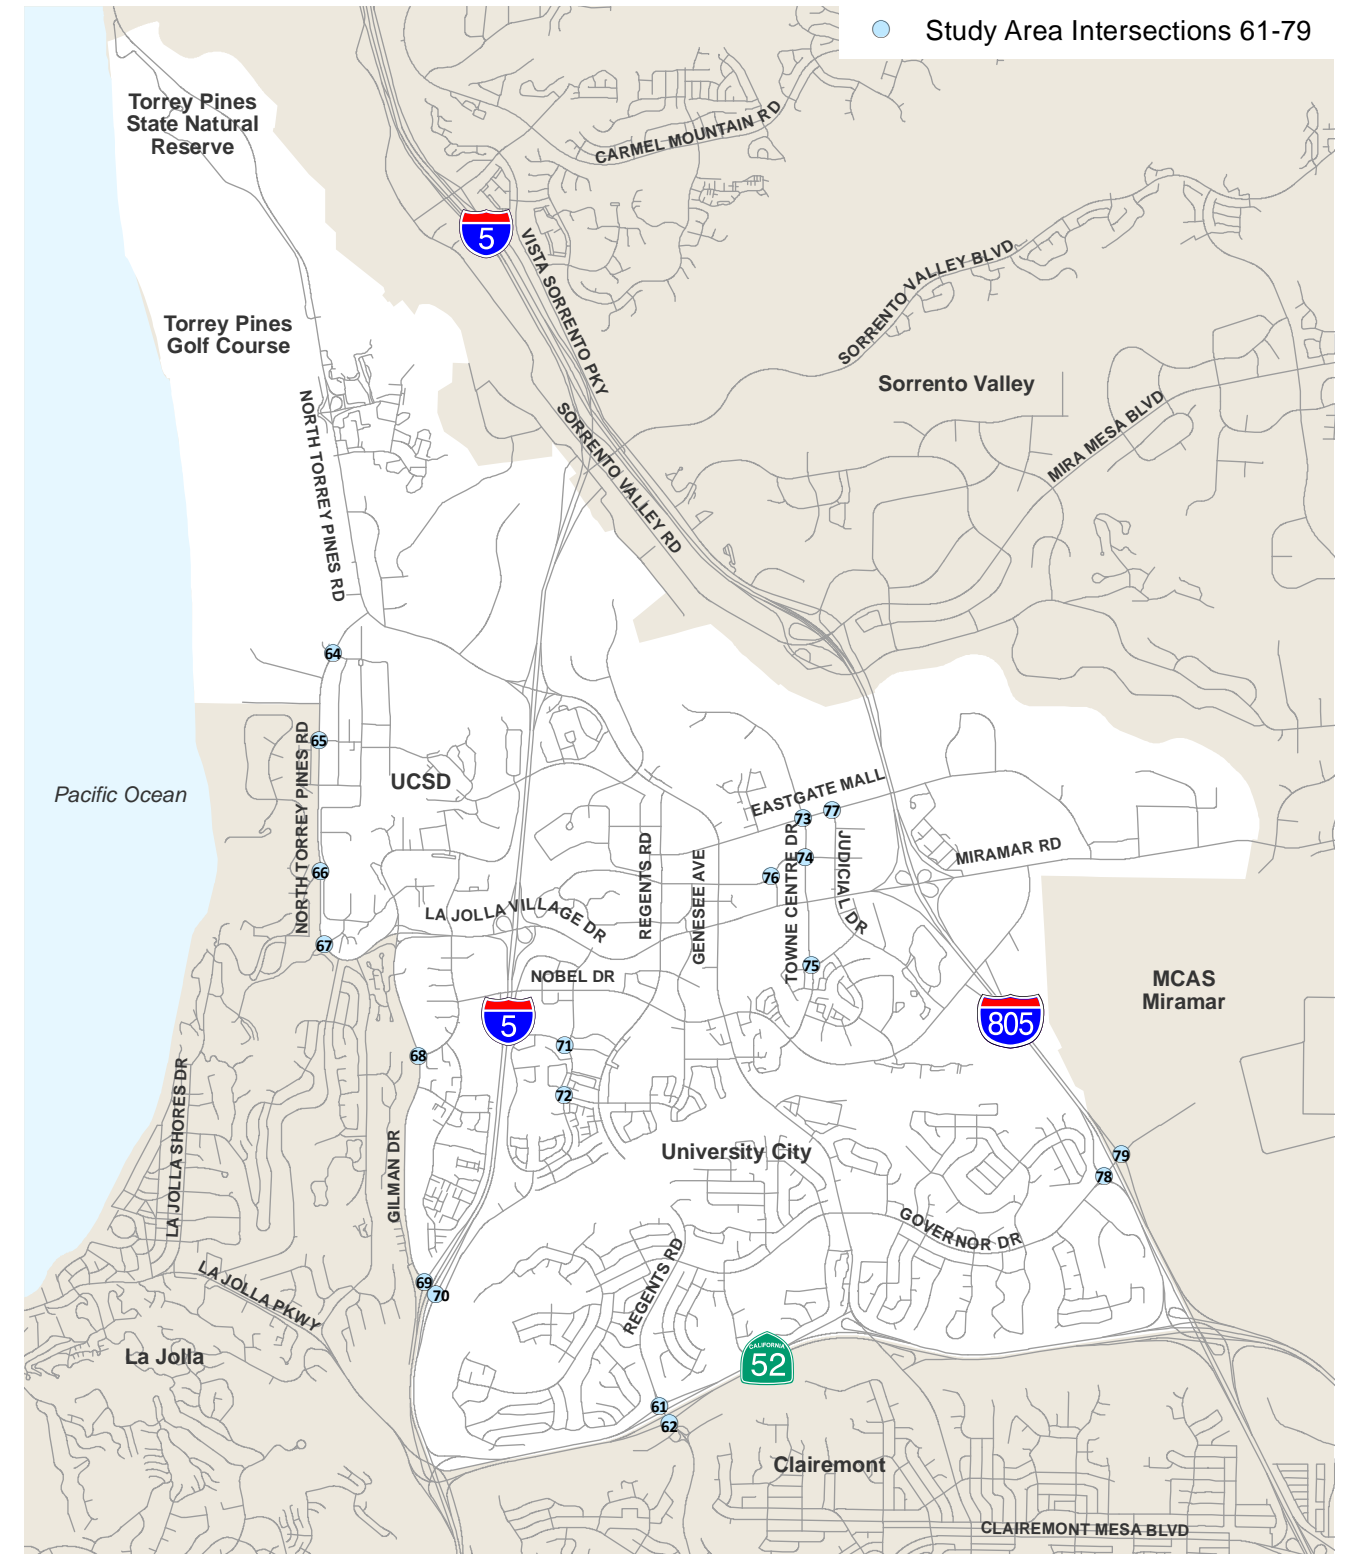 Study Area Intersections 61-79
Torrey Pines
State Natural
Reserve
CARMEL MOUNTAIN RD
5
VISTA SORRENTO PKY
SORRENTO VALLEY BLVD
Torrey Pines
Golf Course
Sorrento Valley
MIRA MESA BLVD
NORTH TORREY PINES RD
SORRENTO VALLEY RD
64
65
NORTH TORREY PINES RD
UCSD
Pacific Ocean
EASTGATE MALL
73
77
74
76
66
REGENTS RD
GENESEE AVE
TOWNE CENTRE DR
JUDICIAL DR
MIRAMAR RD
LA JOLLA VILLAGE DR
67
75
NOBEL DR
MCAS
Miramar
5
805
68
71
72
LA JOLLA SHORES DR
GILMAN DR
University City
79
78
GOVERNOR DR
REGENTS RD
69
70
LA JOLLA PKWY
La Jolla
CALIFORNIA
52
61
62
Clairemont
CLAIREMONT MESA BLVD